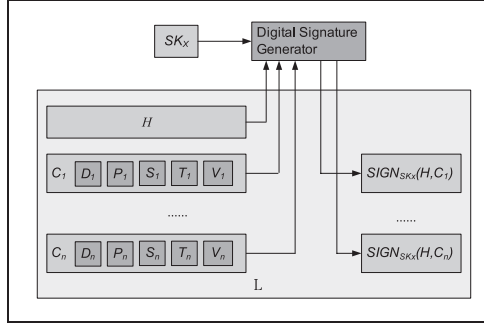 SKX
Digital Signature
Generator
H
C1 D1 P1 S1 T1 V1
SIGNSKx(H,C1)
......
......
Cn Dn Pn Sn Tn Vn
SIGNSKx(H,Cn)
L